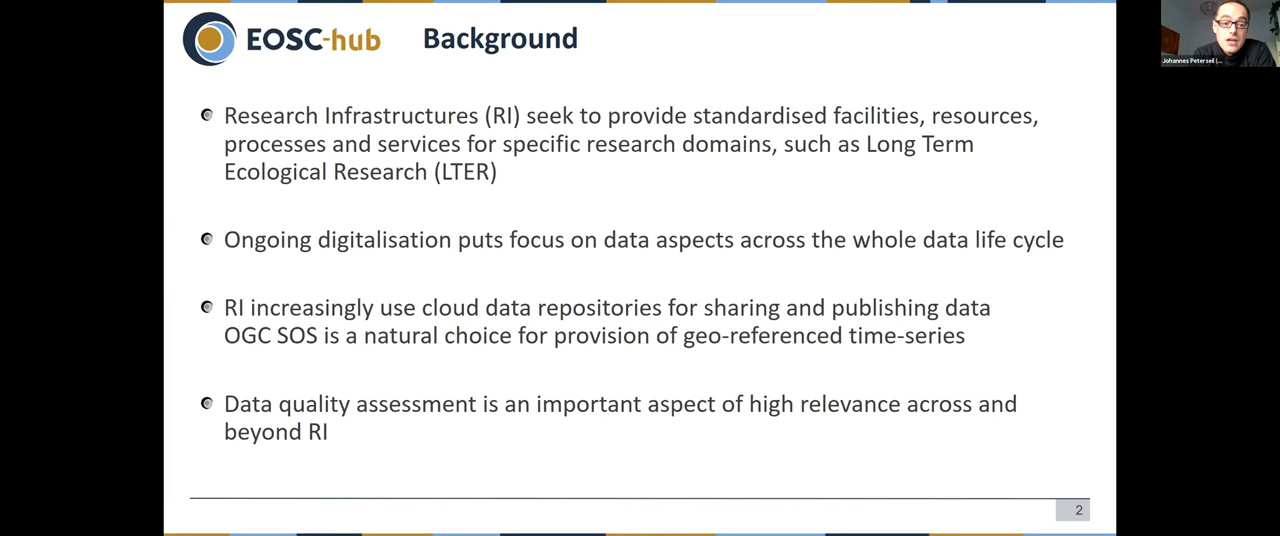 EOSC-hub
Background
Johannes Peterseil (...
Research Infrastructures (RI) seek to provide standardised facilities, resources,
processes and services for specific research domains, such as Long Term
Ecological Research (LTER)
Ongoing digitalisation puts focus on data aspects across the whole data life cycle
RI increasingly use cloud data repositories for sharing and publishing data
OGC SOS is a natural choice for provision of geo-referenced time-series
Data quality assessment is an important aspect of high relevance across and
beyond RI
2